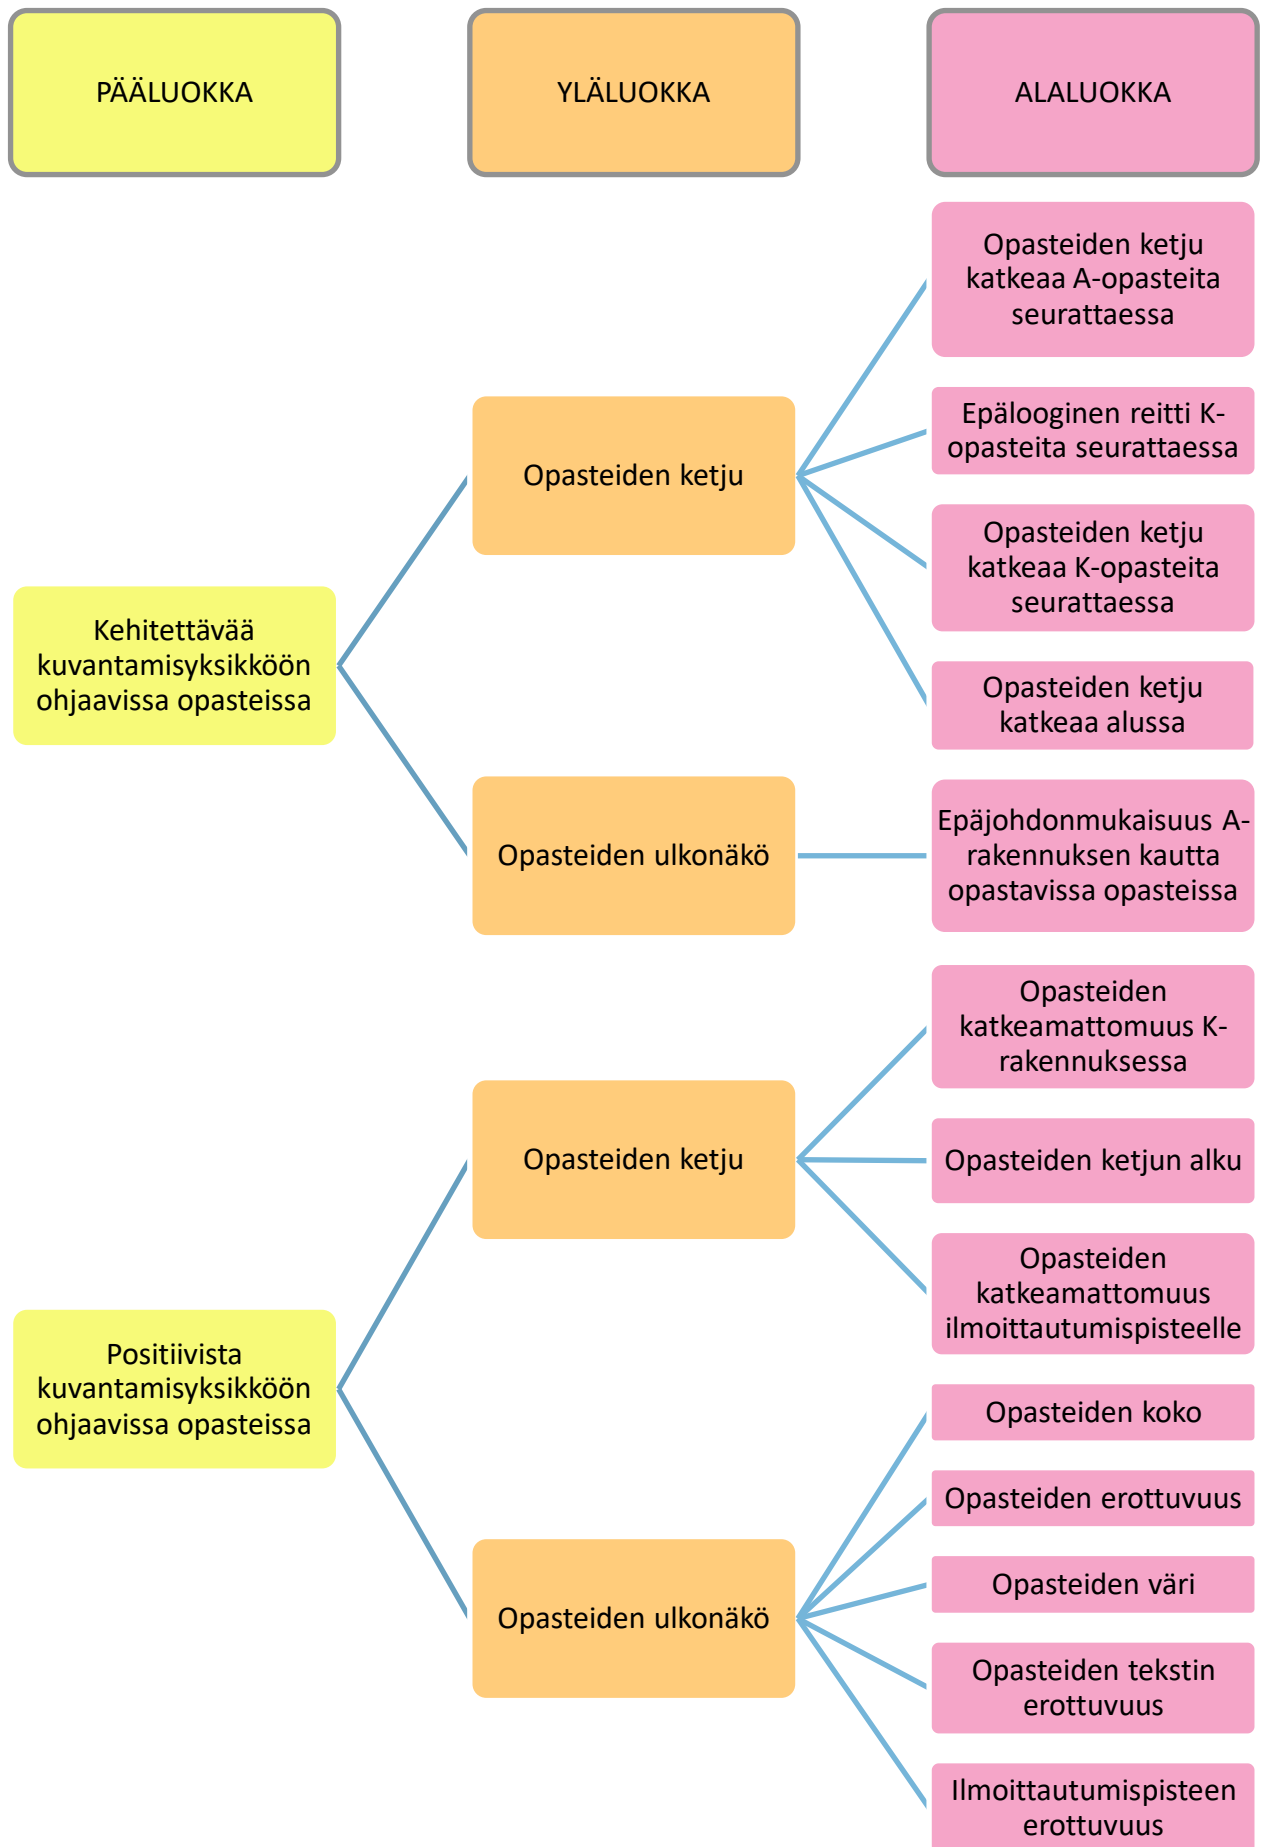 PÄÄLUOKKA
YLÄLUOKKA
ALALUOKKA
Opasteiden ketju
katkeaa A-opasteita
seurattaessa
Epälooginen reitti K-
opasteita seurattaessa
Opasteiden ketju
Opasteiden ketju
katkeaa K-opasteita
seurattaessa
Kehitettävää
kuvantamisyksikköön
ohjaavissa opasteissa
Opasteiden ketju
katkeaa alussa
Opasteiden ulkonäkö
Epäjohdonmukaisuus A-
rakennuksen kautta
opastavissa opasteissa
Opasteiden
katkeamattomuus K-
rakennuksessa
Opasteiden ketju
Opasteiden ketjun alku
Opasteiden
katkeamattomuus
ilmoittautumispisteelle
Positiivista
kuvantamisyksikköön
ohjaavissa opasteissa
Opasteiden koko
Opasteiden erottuvuus
Opasteiden väri
Opasteiden ulkonäkö
Opasteiden tekstin
erottuvuus
Ilmoittautumispisteen
erottuvuus